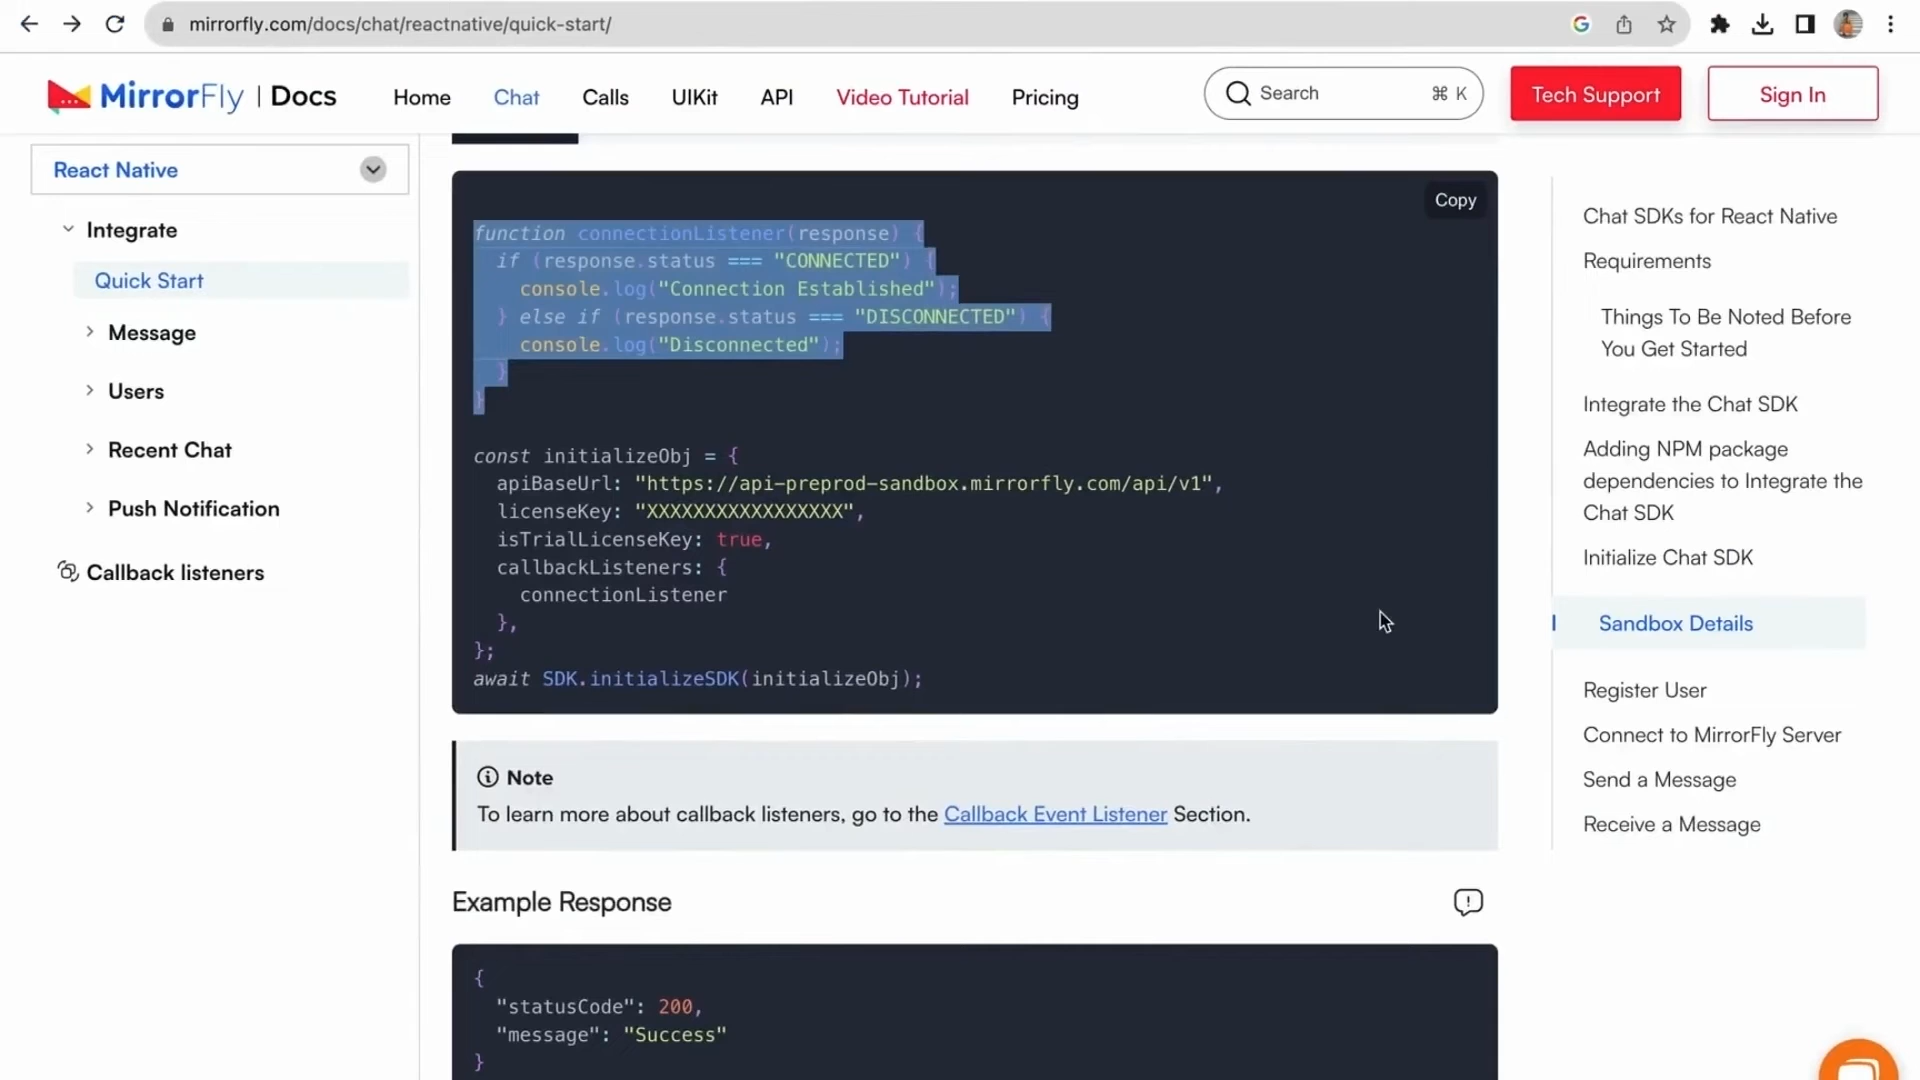 mirrorfly.com/docs/chat/reactnative/quick-start/
MirrorFly | Docs
Home
Chat
Calls
UIKit
API
Video Tutorial
Pricing
Search
⌘ K
Tech Support
Sign In
React Native
Integrate
Quick Start
Message
Users
Recent Chat
Push Notification
Callback listeners
Copy
function connectionListener(response) {
if (response.status === "CONNECTED") {
console.log("Connection Established");
} else if (response.status === "DISCONNECTED") {
console.log("Disconnected");
}
}
const initializeObj = {
apiBaseUrl: "https://api-preprod-sandbox.mirrorfly.com/api/v1",
licenseKey: "XXXXXXXXXXXXXXXXX",
isTrialLicenseKey: true,
callbackListeners: {
connectionListener
},
};
await SDK.initializeSDK(initializeObj);
Note
To learn more about callback listeners, go to the Callback Event Listener Section.
Example Response
{
"statusCode": 200,
"message": "Success"
}
Chat SDKs for React Native
Requirements
Things To Be Noted Before
You Get Started
Integrate the Chat SDK
Adding NPM package
dependencies to Integrate the
Chat SDK
Initialize Chat SDK
Sandbox Details
Register User
Connect to MirrorFly Server
Send a Message
Receive a Message